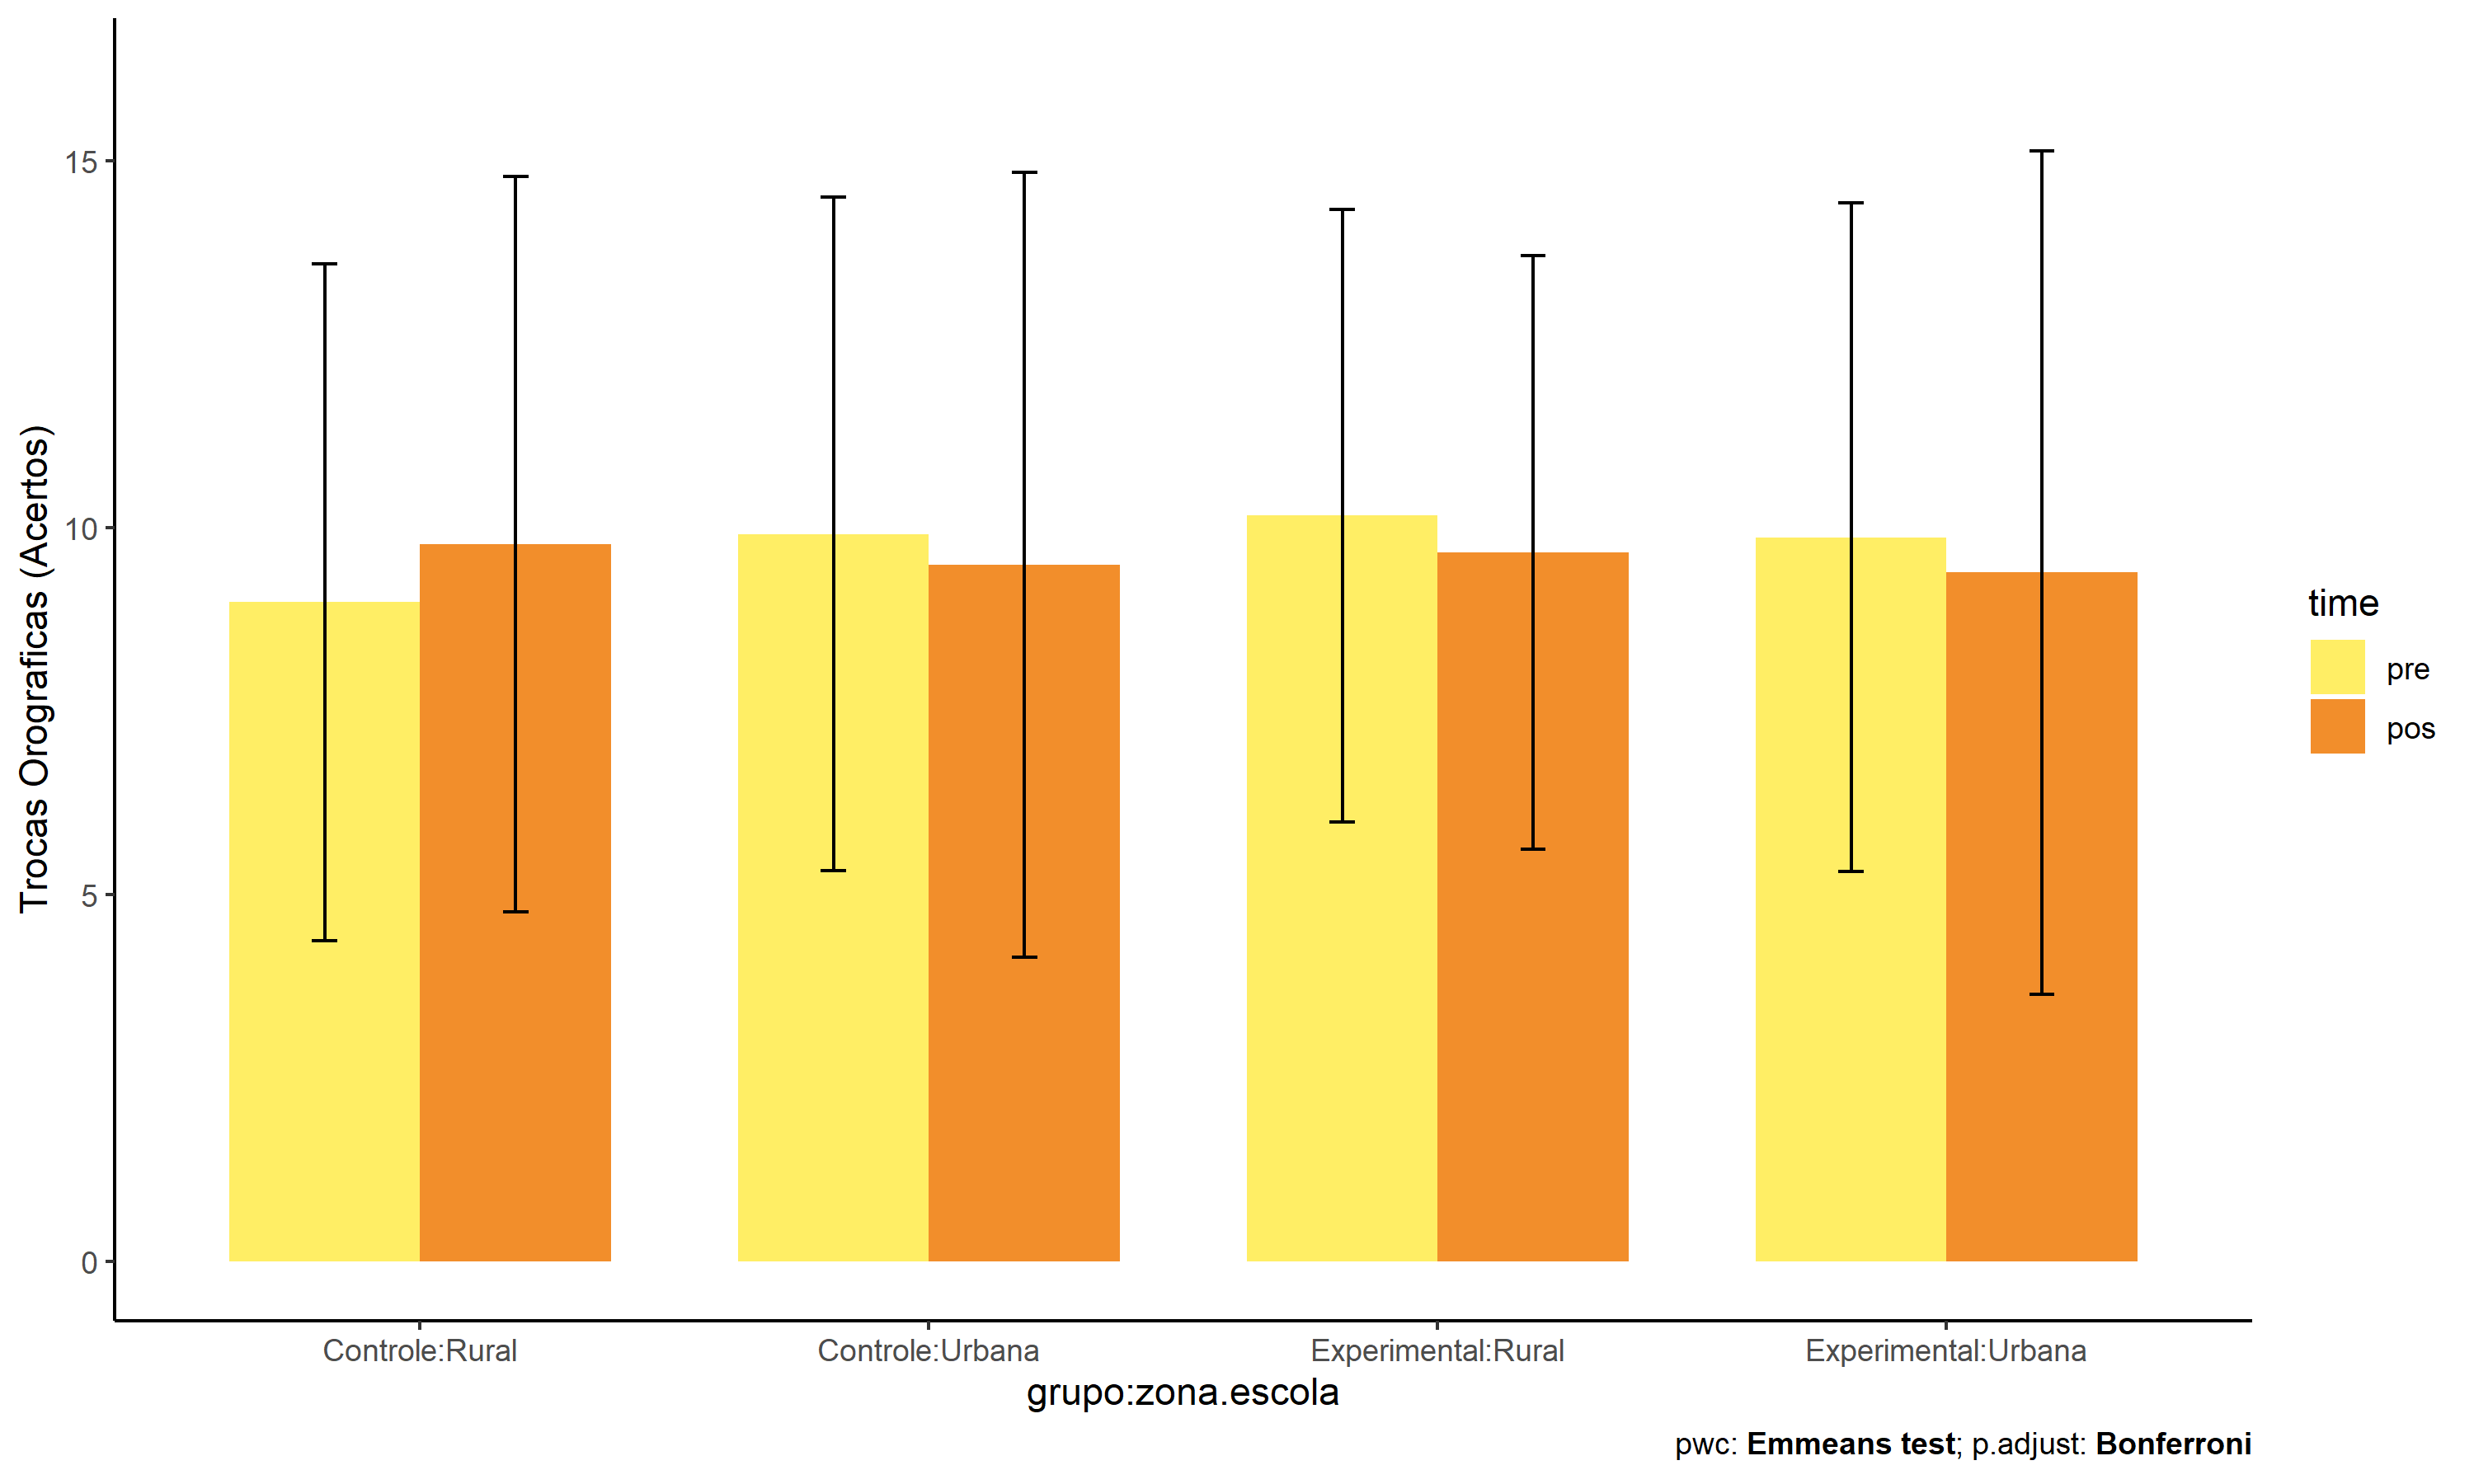 Trocas Orograficas (Acertos)
15
10
5
0
Controle:Rural
Controle:Urbana
Experimental:Rural
Experimental:Urbana
grupo:zona.escola
time
pre
pos
pwc: Emmeans test; p.adjust: Bonferroni